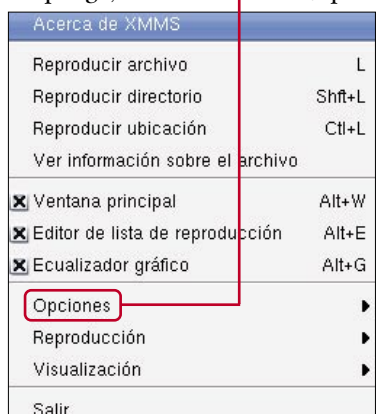 Acerca de XMMS
Reproducir archivo L
Reproducir directorio Shft+L
Reproducir ubicación Ctl+L
Ver información sobre el archivo
Ventana principal Alt+W
Editor de lista de reproducción Alt+E
Ecualizador gráfico Alt+G
Opciones
Reproducción
Visualización
Salir